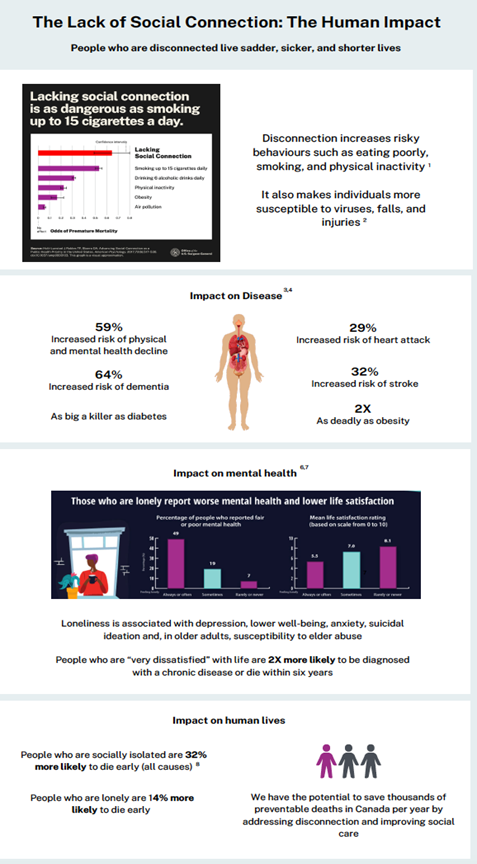 The Lack of Social Connection: The Human Impact
People who are disconnected live sadder, sicker, and shorter lives
Lacking social connection
is as dangerous as smoking
up to 15 cigarettes a day.
Lacking
Social Connection
Smoking up to 15 cigarettes daily
Drinking 6 alcoholic drinks daily
Physical inactivity
Obesity
Air pollution
Odds of Premature Mortality
Disconnection increases risky
behaviours such as eating poorly,
smoking, and physical inactivity 1
It also makes individuals more
susceptible to viruses, falls, and
injuries 2
Impact on Disease 3,4
59%
Increased risk of physical
and mental health decline
64%
Increased risk of dementia
As big a killer as diabetes
29%
Increased risk of heart attack
32%
Increased risk of stroke
2X
As deadly as obesity
Impact on mental health 6,7
Those who are lonely report worse mental health and lower life satisfaction
Percentage of people who reported fair
or poor mental health
50
40
30
20
10
0
49
19
7
Always or often
Sometimes
Rarely or never
Mean life satisfaction rating
(based on scale from 0 to 10)
10
8
6
4
2
0
5.5
7.0
8.1
Always or often
Sometimes
Rarely or never
Loneliness is associated with depression, lower well-being, anxiety, suicidal
ideation and, in older adults, susceptibility to elder abuse
People who are “very dissatisfied” with life are 2X more likely to be diagnosed
with a chronic disease or die within six years
Impact on human lives
People who are socially isolated are 32%
more likely to die early (all causes) 8
People who are lonely are 14% more
likely to die early
We have the potential to save thousands of
preventable deaths in Canada per year by
addressing disconnection and improving social
care